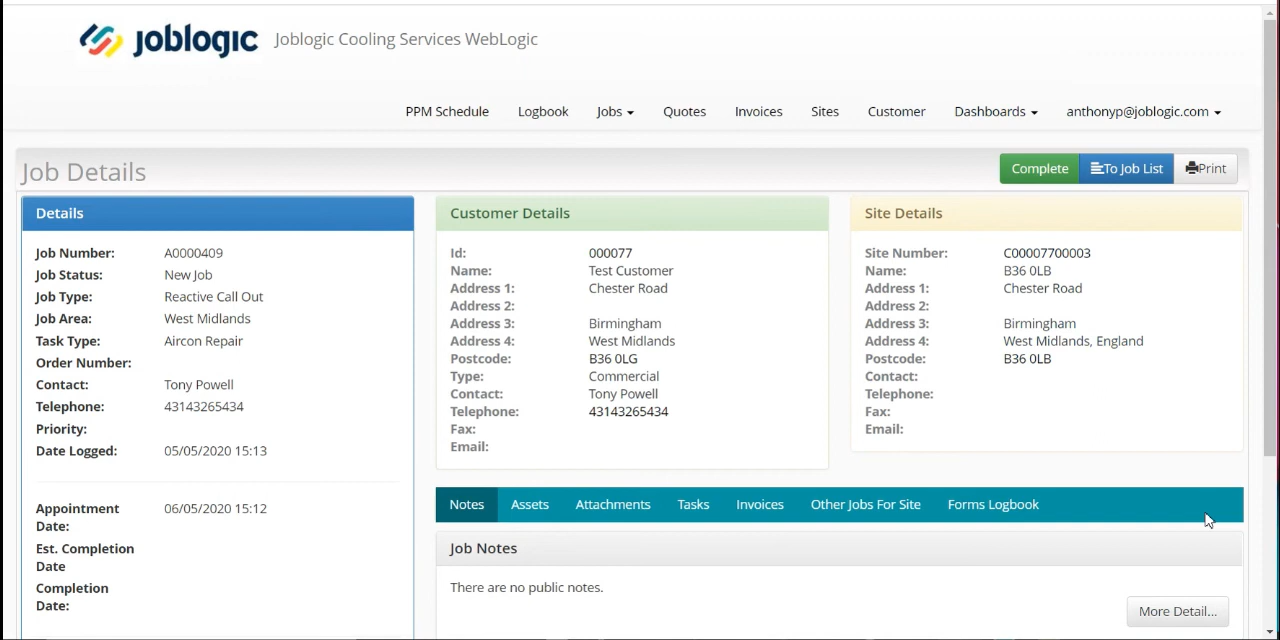 joblogic Joblogic Cooling Services WebLogic
PPM Schedule Logbook Jobs Quotes Invoices Sites Customer Dashboards anthonyp@joblogic.com
Job Details
Complete To Job List Print
Details
Job Number: A0000409
Job Status: New Job
Job Type: Reactive Call Out
Job Area: West Midlands
Task Type: Aircon Repair
Order Number:
Contact: Tony Powell
Telephone: 43143265434
Priority:
Date Logged: 05/05/2020 15:13
Appointment Date: 06/05/2020 15:12
Est. Completion Date
Completion Date:
Customer Details
Id: 000077
Name: Test Customer
Address 1: Chester Road
Address 2:
Address 3: Birmingham
Address 4: West Midlands
Postcode: B36 0LG
Type: Commercial
Contact: Tony Powell
Telephone: 43143265434
Fax:
Email:
Site Details
Site Number: C00007700003
Name: B36 0LB
Address 1: Chester Road
Address 2:
Address 3: Birmingham
Address 4: West Midlands, England
Postcode: B36 0LB
Contact:
Telephone:
Fax:
Email:
Notes Assets Attachments Tasks Invoices Other Jobs For Site Forms Logbook
Job Notes
There are no public notes.
More Detail...